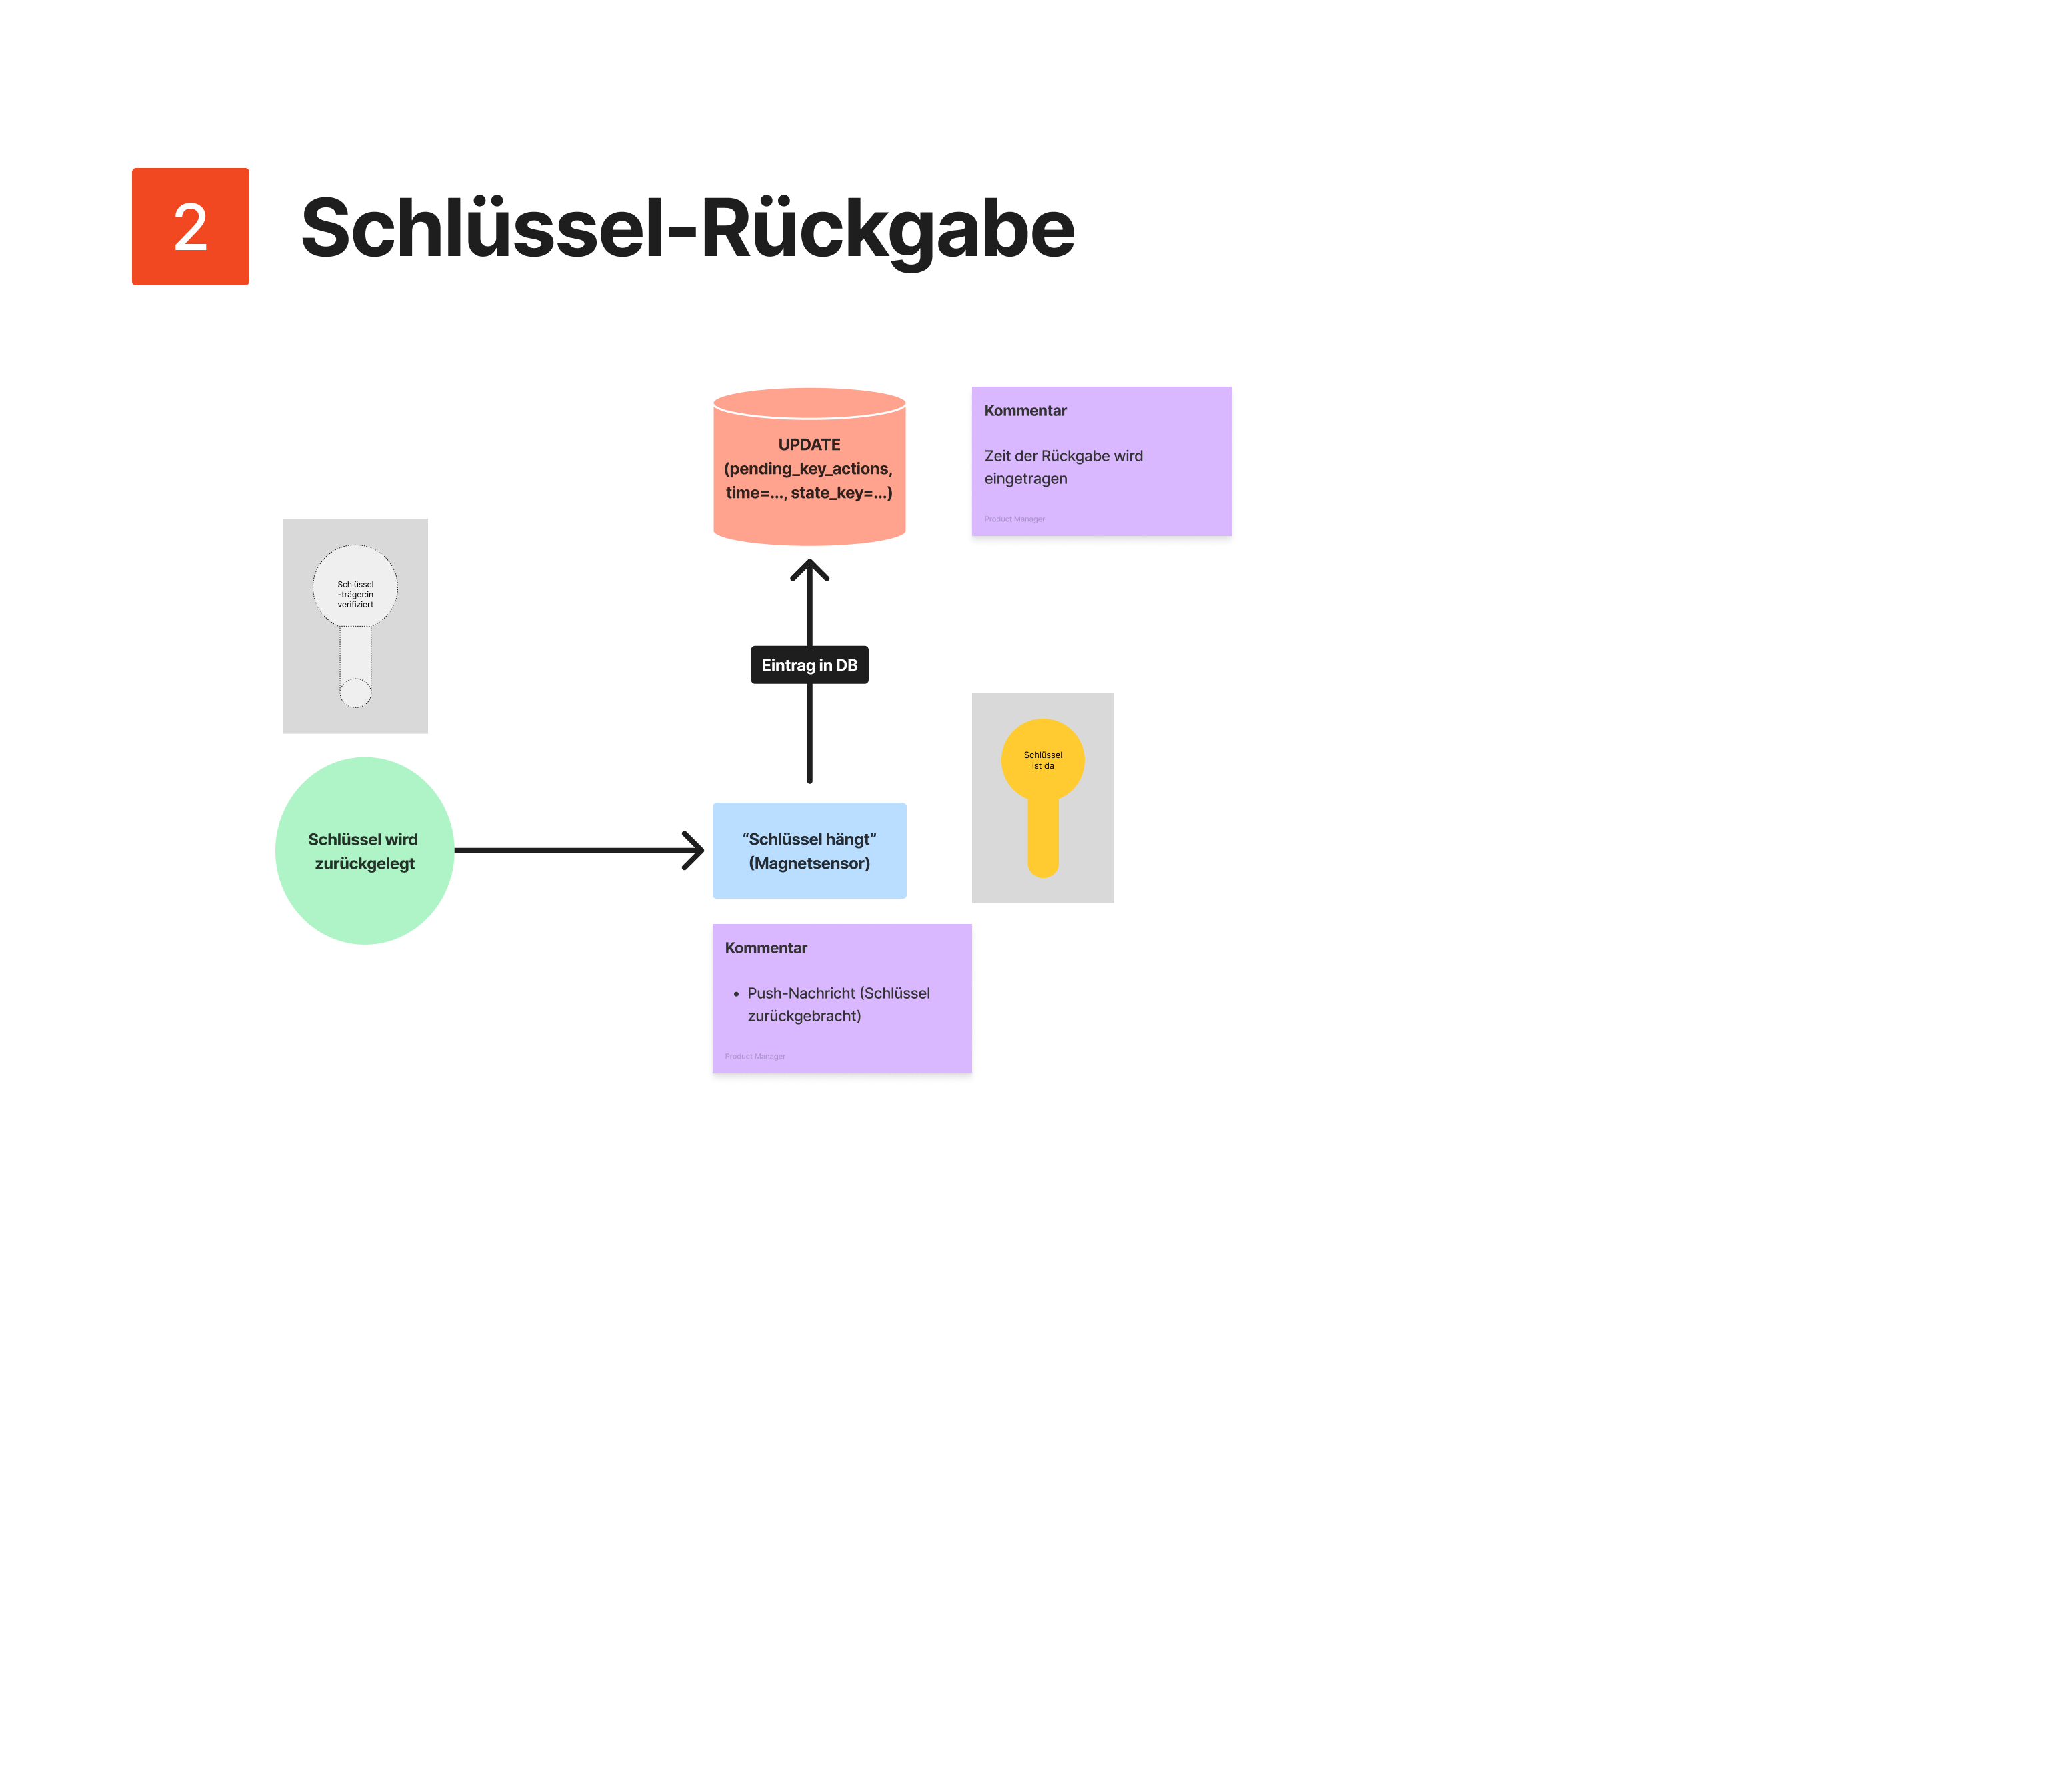 2
Schlüssel-Rückgabe
UPDATE
(pending_key_actions,
time=..., state_key=...)
Kommentar
Zeit der Rückgabe wird
eingetragen
Product Manager
Schlüssel
-träger:in
verifiziert
Eintrag in DB
Schlüssel
ist da
Schlüssel wird
zurückgelegt
“Schlüssel hängt”
(Magnetsensor)
Kommentar
• Push-Nachricht (Schlüssel
zurückgebracht)
Product Manager